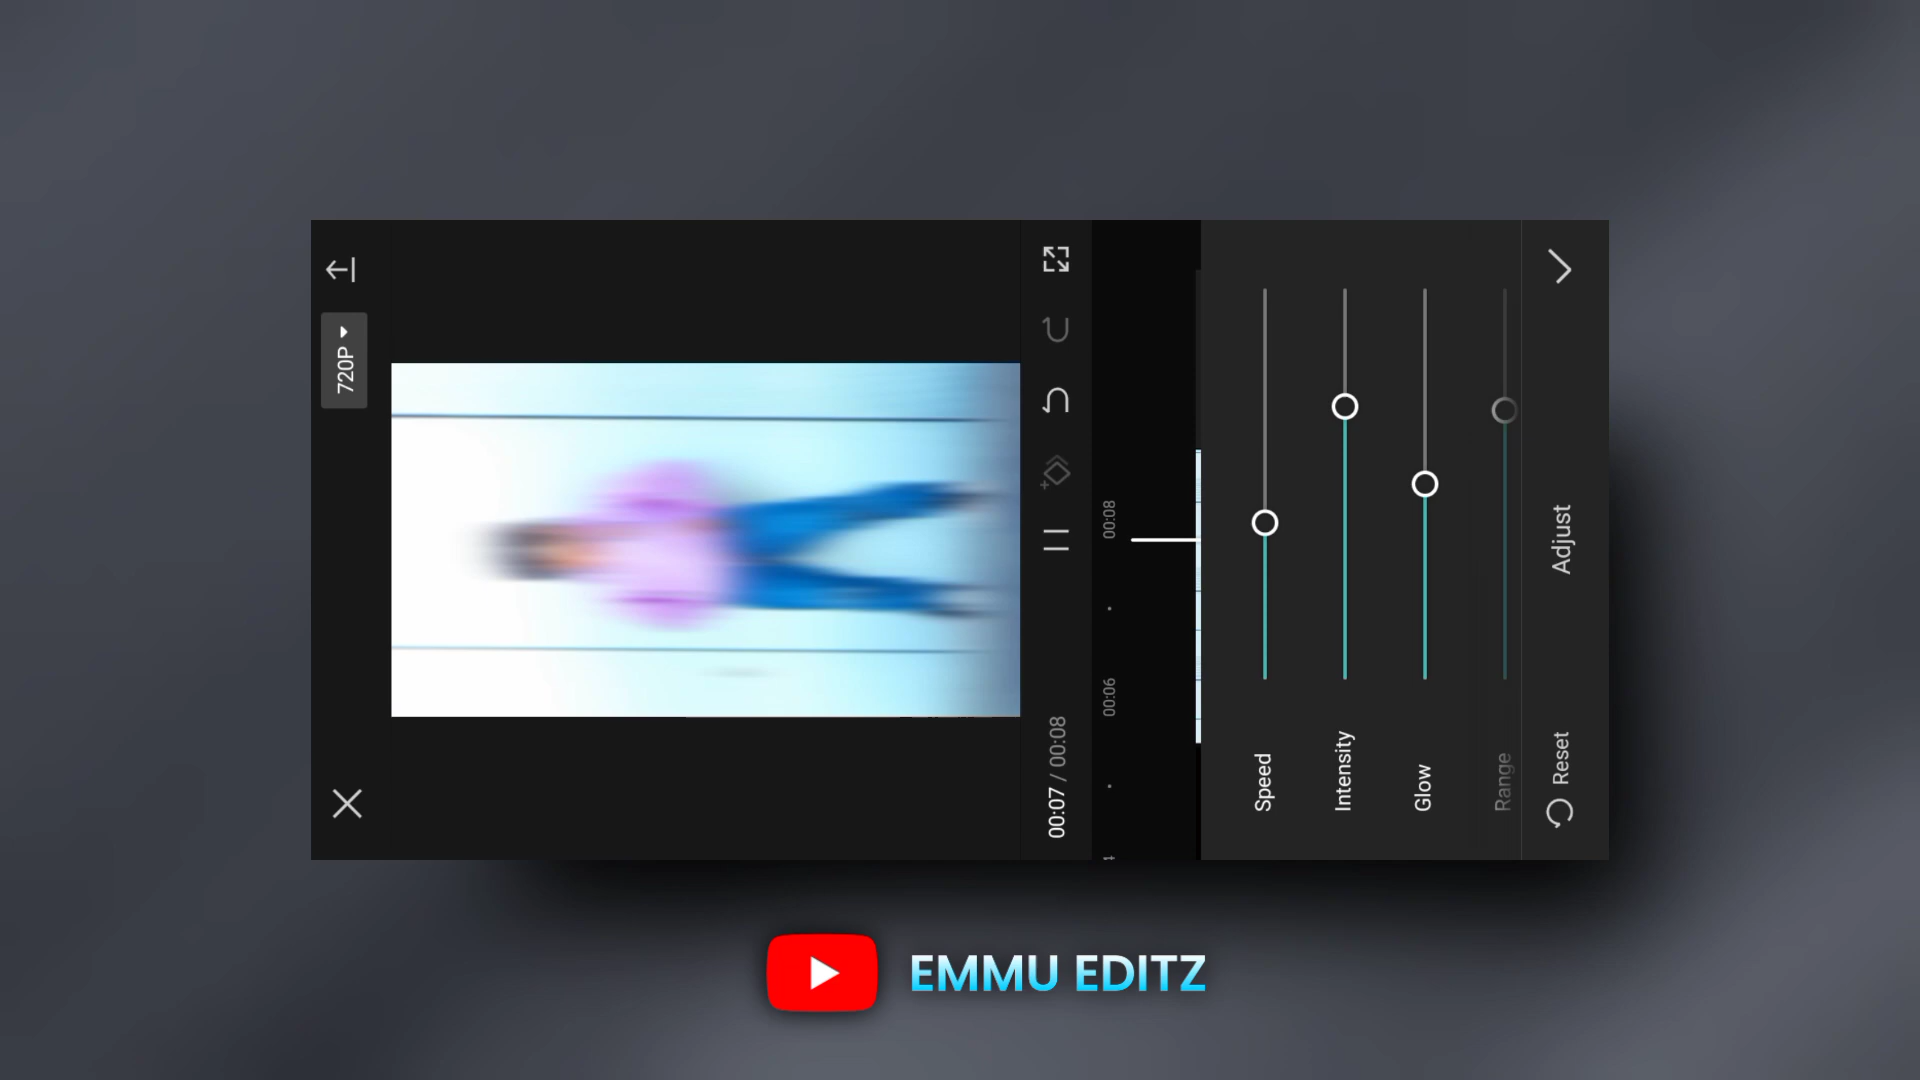 720P
00:07 / 00:08
00:06
00:08
Speed
Intensity
Glow
Range
Reset
Adjust
EMMU EDITZ